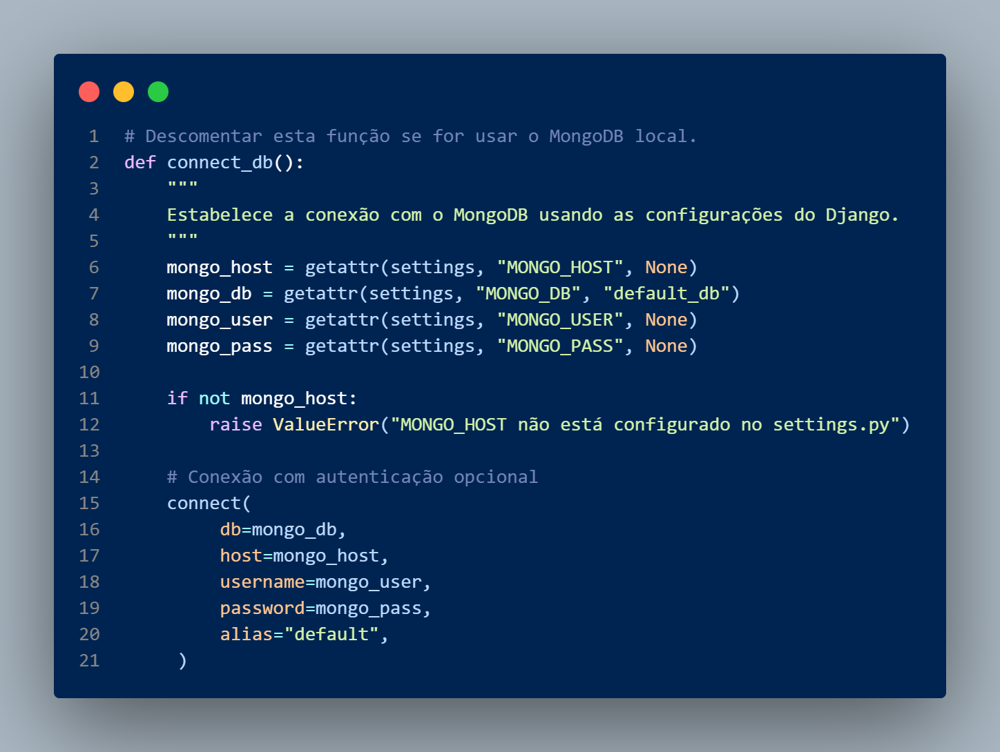 1 # Descomentar esta função se for usar o MongoDB local.
2 def connect_db():
3     """
4     Estabelece a conexão com o MongoDB usando as configurações do Django.
5     """
6     mongo_host = getattr(settings, "MONGO_HOST", None)
7     mongo_db = getattr(settings, "MONGO_DB", "default_db")
8     mongo_user = getattr(settings, "MONGO_USER", None)
9     mongo_pass = getattr(settings, "MONGO_PASS", None)
10
11     if not mongo_host:
12         raise ValueError("MONGO_HOST não está configurado no settings.py")
13
14     # Conexão com autenticação opcional
15     connect(
16          db=mongo_db,
17          host=mongo_host,
18          username=mongo_user,
19          password=mongo_pass,
20          alias="default",
21      )